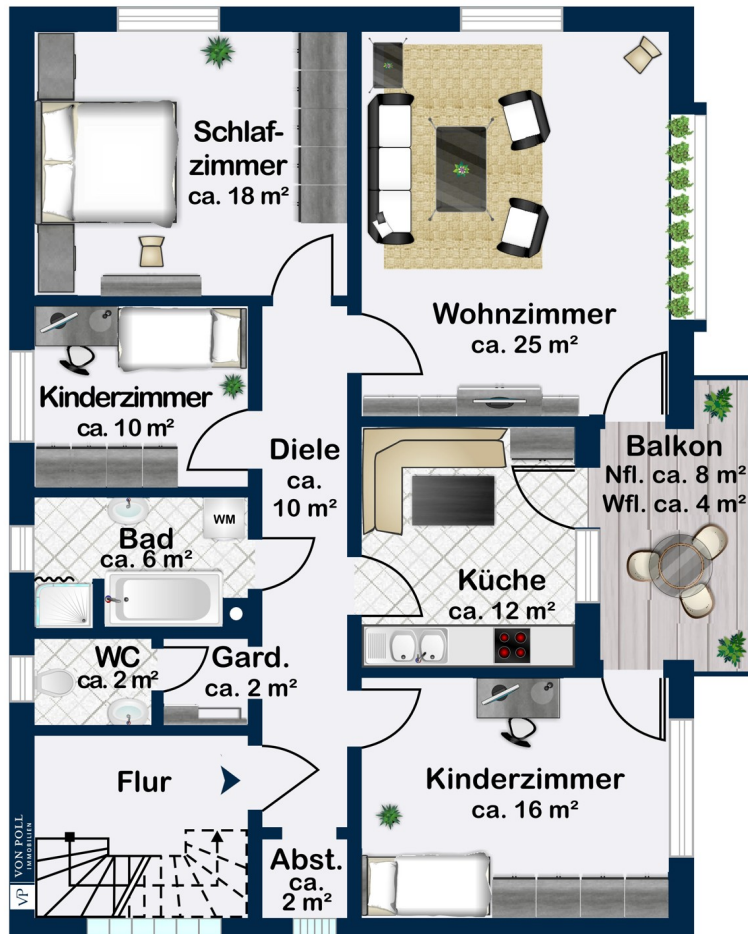 Schlaf-
zimmer
ca. 18 m²
Wohnzimmer
ca. 25 m²
Kinderzimmer
ca. 10 m²
Diele
ca.
10 m²
Balkon
Nfl. ca. 8 m²
Wfl. ca. 4 m²
WM
Bad
ca. 6 m²
Küche
ca. 12 m²
WC
ca. 2 m²
Gard.
ca. 2 m²
Flur
Kinderzimmer
ca. 16 m²
Abst.
ca.
2 m²
VP
VON POLL
IMMOBILIEN